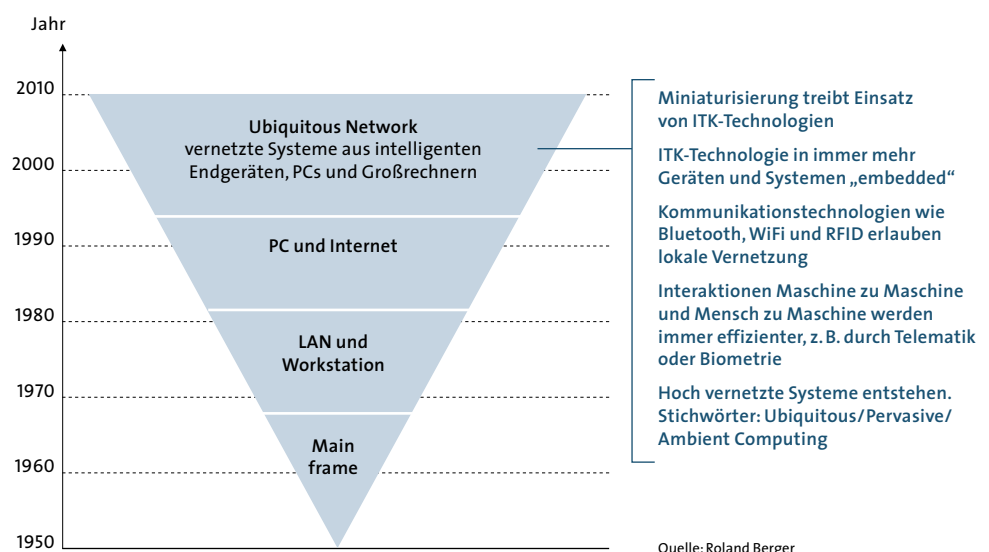 Jahr
2010
2000
1990
1980
1970
1960
1950
Ubiquitous Network
vernetzte Systeme aus intelligenten
Endgeräten, PCs und Großrechnern
PC und Internet
LAN und
Workstation
Main
frame
Miniaturisierung treibt Einsatz
von ITK-Technologien
ITK-Technologie in immer mehr
Geräten und Systemen „embedded“
Kommunikationstechnologien wie
Bluetooth, WiFi und RFID erlauben
lokale Vernetzung
Interaktionen Maschine zu Maschine
und Mensch zu Maschine werden
immer effizienter, z. B. durch Telematik
oder Biometrie
Hoch vernetzte Systeme entstehen.
Stichwörter: Ubiquitous/Pervasive/
Ambient Computing
Quelle: Roland Berger